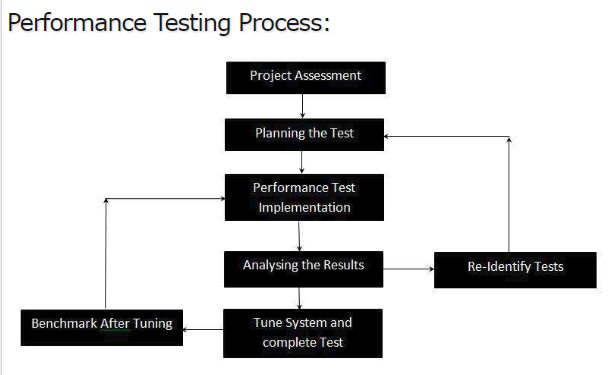 Performance Testing Process:
Project Assessment
Planning the Test
Performance Test
Implementation
Analysing the Results
Re-Identify Tests
Benchmark After Tuning
Tune System and
complete Test